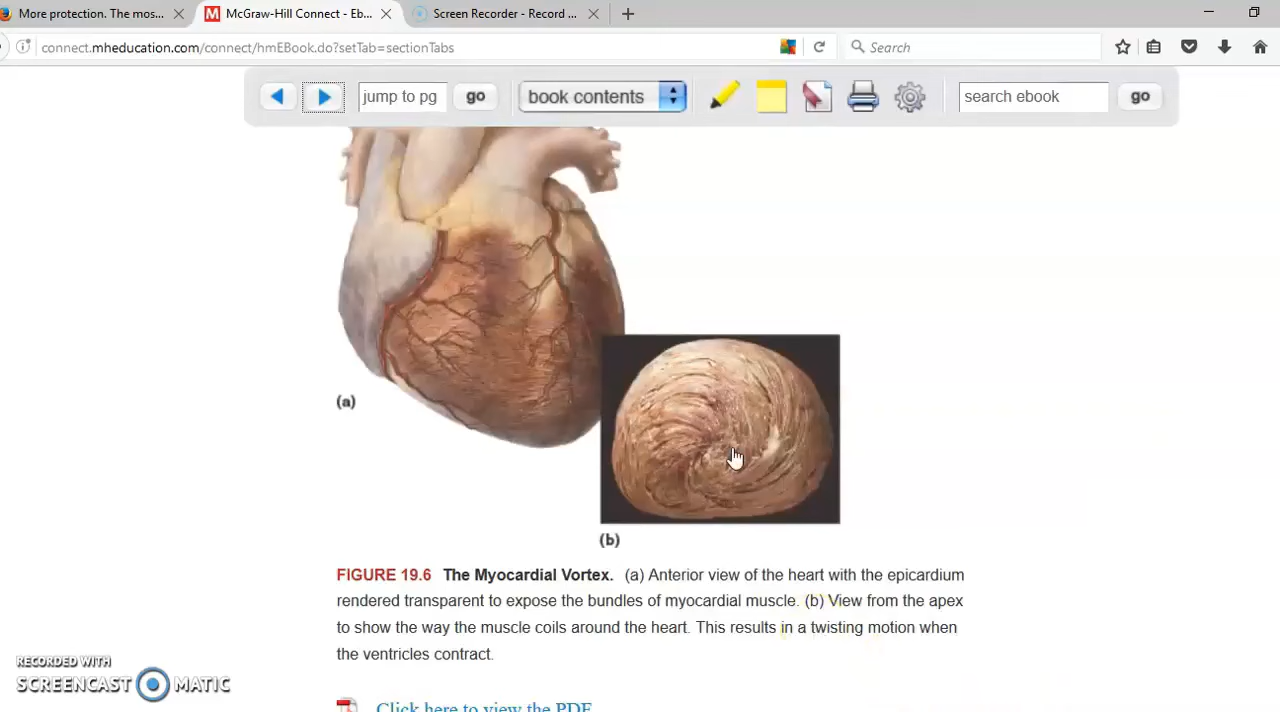 More protection. The mos...
McGraw-Hill Connect - Eb...
Screen Recorder - Record ...
connect.mheducation.com/connect/hmEBook.do?setTab=sectionTabs
Search
jump to pg
go
book contents
search ebook
go
(a)
(b)
FIGURE 19.6 The Myocardial Vortex. (a) Anterior view of the heart with the epicardium
rendered transparent to expose the bundles of myocardial muscle. (b) View from the apex
to show the way the muscle coils around the heart. This results in a twisting motion when
the ventricles contract.
Click here to view the PDF
RECORDED WITH
SCREENCAST MATIC